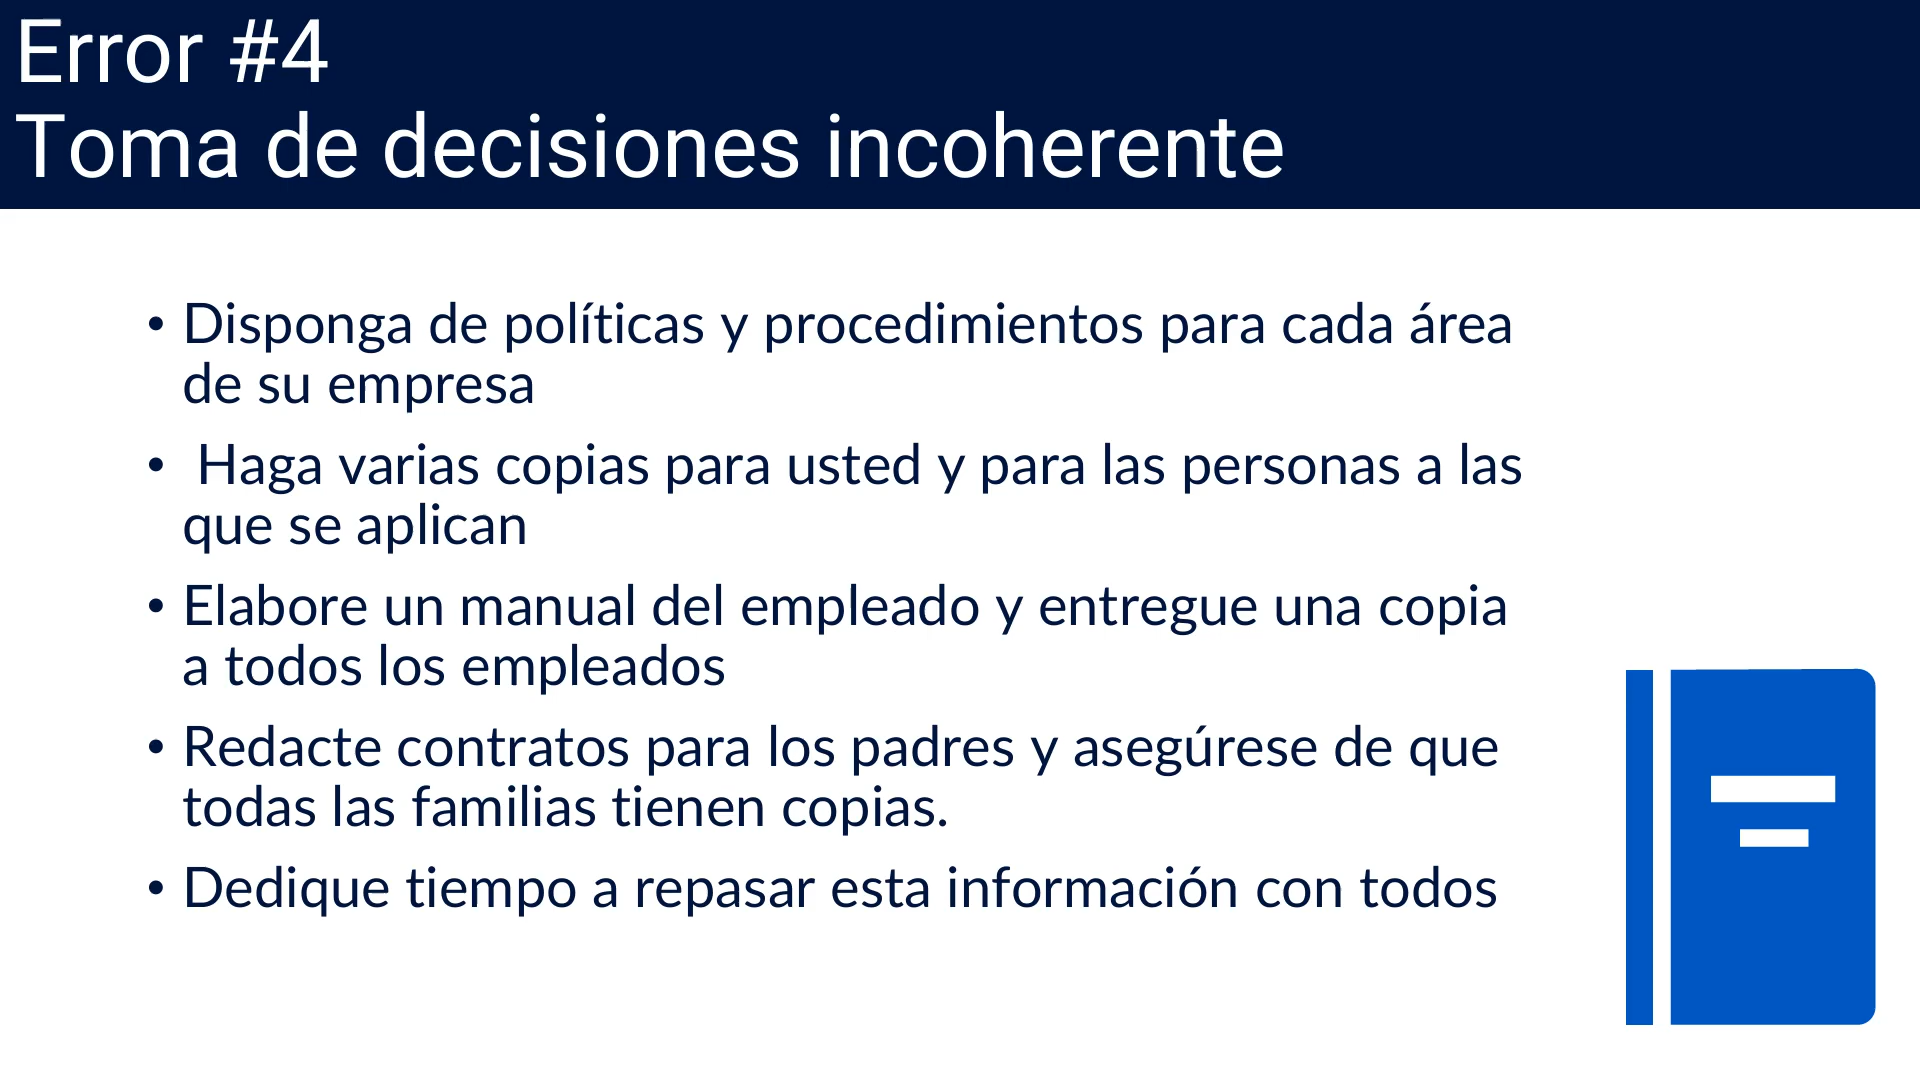 Error #4
Toma de decisiones incoherente
• Disponga de políticas y procedimientos para cada área
de su empresa
• Haga varias copias para usted y para las personas a las
que se aplican
• Elabore un manual del empleado y entregue una copia
a todos los empleados
• Redacte contratos para los padres y asegúrese de que
todas las familias tienen copias.
• Dedique tiempo a repasar esta información con todos